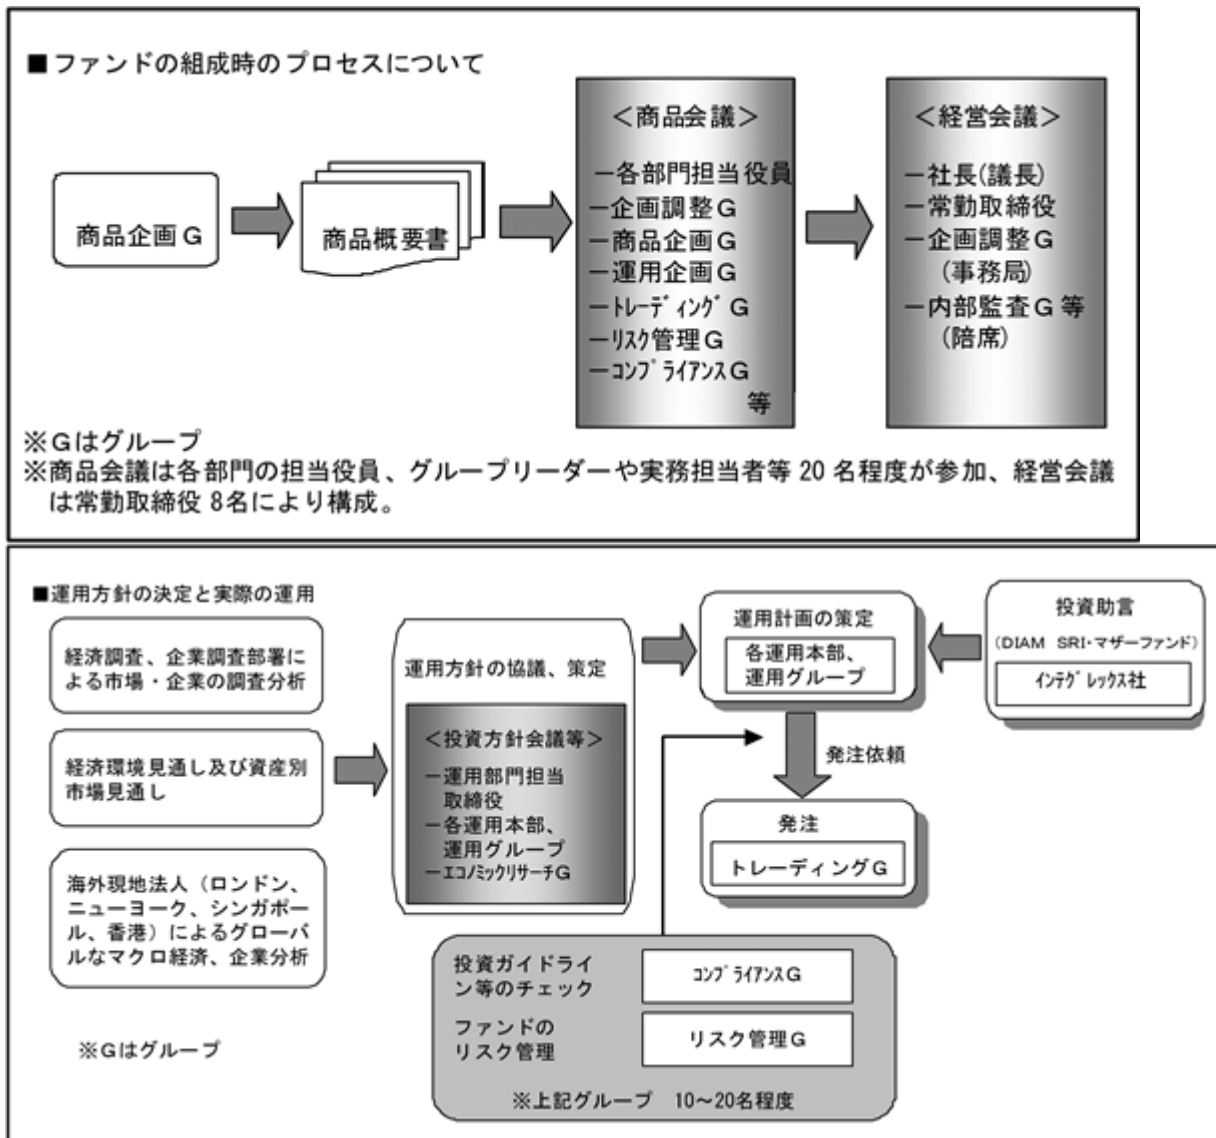 ■ファンドの組成時のプロセスについて
商品企画G
商品概要書
＜商品会議＞
－各部門担当役員
－企画調整G
－商品企画G
－運用企画G
－ﾄﾚｰﾃﾞｨﾝｸﾞG
－ﾘｽｸ管理G
－ｺﾝﾌﾟﾗｲｱﾝｽG
等
＜経営会議＞
－社長(議長)
－常勤取締役
－企画調整G
(事務局)
－内部監査G等
(陪席)
※Gはグループ
※商品会議は各部門の担当役員、グループリーダーや実務担当者等20名程度が参加、経営会議
は常勤取締役8名により構成。
■運用方針の決定と実際の運用
経済調査、企業調査部署に
よる市場・企業の調査分析
経済環境見通し及び資産別
市場見通し
海外現地法人（ロンドン、
ニューヨーク、シンガポー
ル、香港）によるグローバ
ルなマクロ経済、企業分析
運用方針の協議、策定
＜投資方針会議等＞
－運用部門担当
取締役
－各運用本部、
運用グループ
－ｴｺﾉﾐｯｸﾘｻｰﾁG
運用計画の策定
各運用本部、
運用グループ
投資助言
(DIAM SRI・マザーファンド)
ｲﾝﾃｸﾞﾚｯｸｽ社
発注依頼
発注
トレーディングG
投資ガイドライ
ン等のチェック
ｺﾝﾌﾟﾗｲｱﾝｽG
ファンドの
リスク管理
リスク管理G
※上記グループ 10～20名程度
※Gはグループ